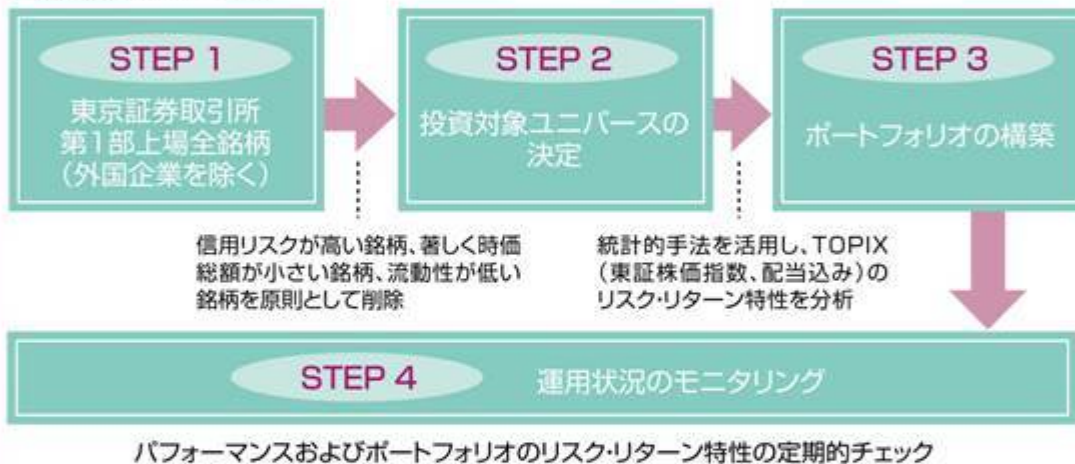 STEP 1
東京証券取引所
第1部上場全銘柄
(外国企業を除く)
STEP 2
投資対象ユニバースの
決定
STEP 3
ポートフォリオの構築
信用リスクが高い銘柄、著しく時価
総額が小さい銘柄、流動性が低い
銘柄を原則として削除
統計的手法を活用し、TOPIX
(東証株価指数、配当込み)の
リスク・リターン特性を分析
STEP 4
運用状況のモニタリング
パフォーマンスおよびポートフォリオのリスク・リターン特性の定期的チェック